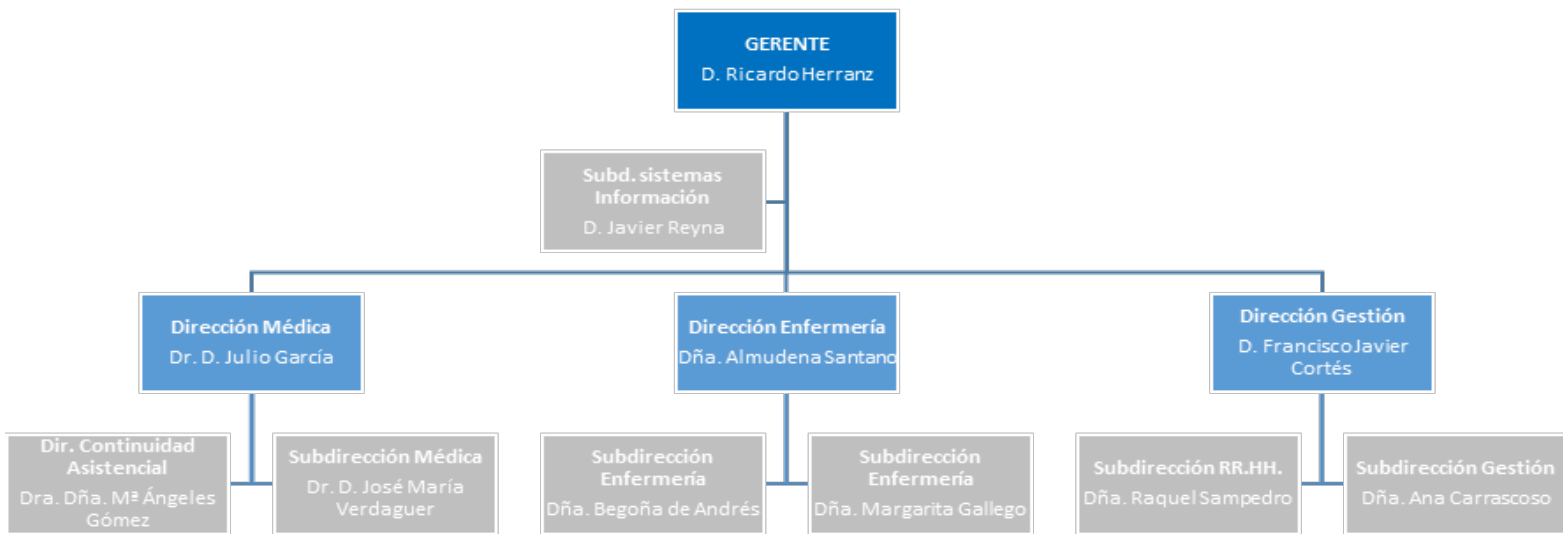 GERENTE
D. Ricardo Herranz
Subd. sistemas
Información
D. Javier Reyna
Dirección Médica
Dr. D. Julio García
Dirección Enfermería
Dña. Almudena Santano
Dirección Gestión
D. Francisco Javier
Cortés
Dir. Continuidad
Asistencial
Dra. Dña. Mª Ángeles
Gómez
Subdirección Médica
Dr. D. José María
Verdaguer
Subdirección
Enfermería
Dña. Begoña de Andrés
Subdirección
Enfermería
Dña. Margarita Gallego
Subdirección RR.HH.
Dña. Raquel Sampedro
Subdirección Gestión
Dña. Ana Carrascoso